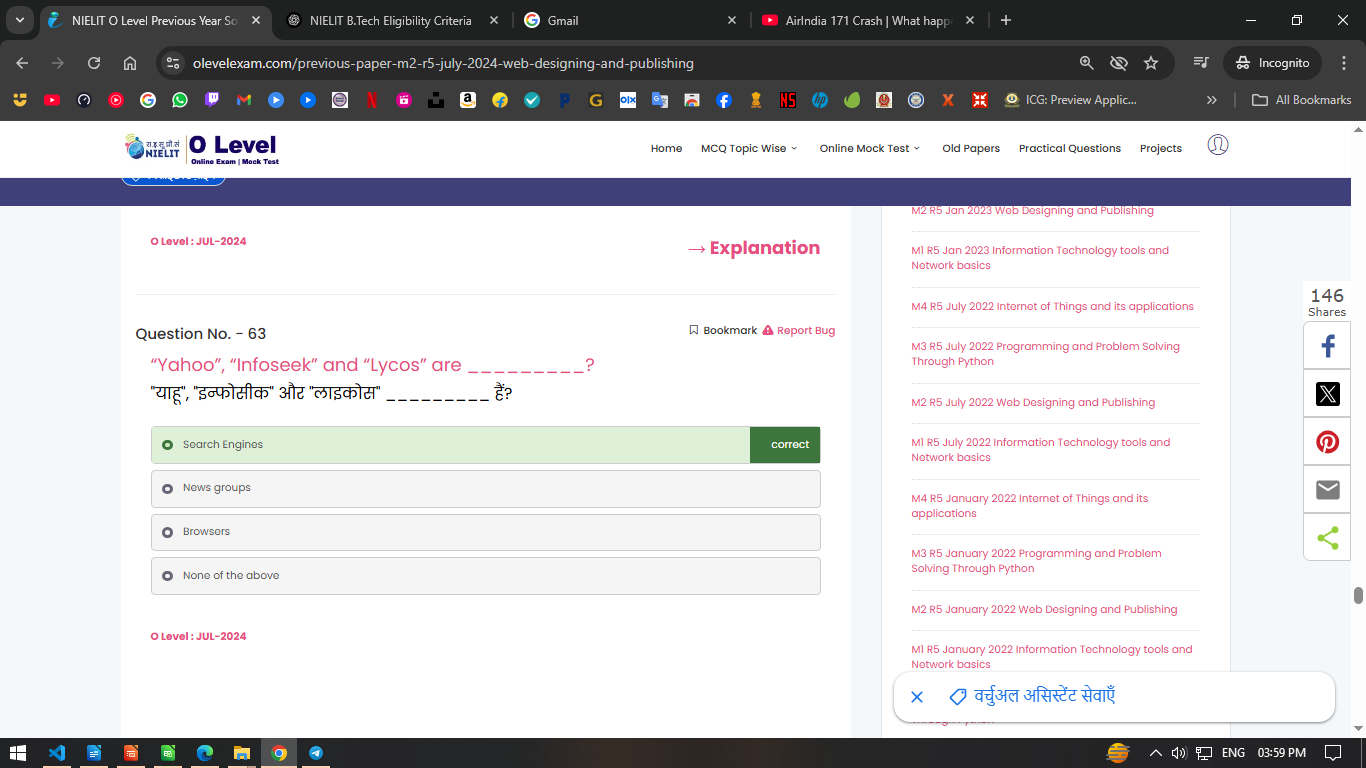 NIELIT O Level Previous Year So
NIELIT B.Tech Eligibility Criteria
Gmail
AirIndia 171 Crash | What happe
olevelexam.com/previous-paper-m2-r5-july-2024-web-designing-and-publishing
Incognito
ICG: Preview Applic...
All Bookmarks
रा.इ.सू.प्रौ.सं
NIELIT
O Level
Online Exam | Mock Test
Home
MCQ Topic Wise
Online Mock Test
Old Papers
Practical Questions
Projects
O Level : JUL-2024
→ Explanation
Question No. - 63
Bookmark
Report Bug
“Yahoo”, “Infoseek” and “Lycos” are _________?
"याहू", "इन्फोसीक" और "लाइकोस" _________ हैं?
Search Engines
correct
News groups
Browsers
None of the above
O Level : JUL-2024
M2 R5 Jan 2023 Web Designing and Publishing
M1 R5 Jan 2023 Information Technology tools and
Network basics
M4 R5 July 2022 Internet of Things and its applications
M3 R5 July 2022 Programming and Problem Solving
Through Python
M2 R5 July 2022 Web Designing and Publishing
M1 R5 July 2022 Information Technology tools and
Network basics
M4 R5 January 2022 Internet of Things and its
applications
M3 R5 January 2022 Programming and Problem
Solving Through Python
M2 R5 January 2022 Web Designing and Publishing
M1 R5 January 2022 Information Technology tools and
Network basics
वर्चुअल असिस्टेंट सेवाएँ
146
Shares
ENG
03:59 PM